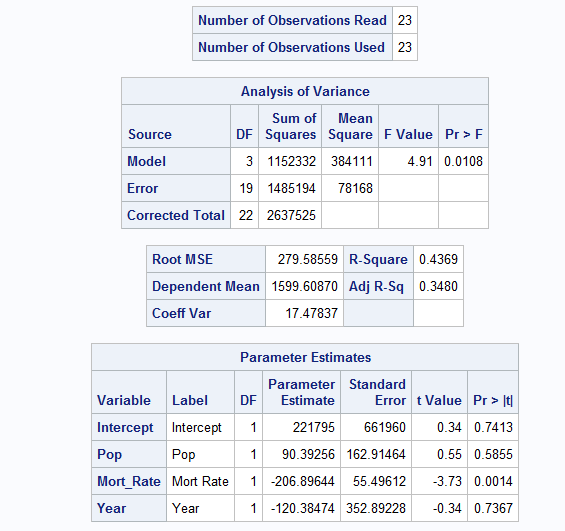 Number of Observations Read 23
Number of Observations Used 23
Analysis of Variance
Source DF Sum of Squares Mean Square F Value Pr > F
Model 3 1152332 384111 4.91 0.0108
Error 19 1485194 78168
Corrected Total 22 2637525
Root MSE 279.58559 R-Square 0.4369
Dependent Mean 1599.60870 Adj R-Sq 0.3480
Coeff Var 17.47837
Parameter Estimates
Variable Label DF Parameter Estimate Standard Error t Value Pr > |t|
Intercept Intercept 1 221795 661960 0.34 0.7413
Pop Pop 1 90.39256 162.91464 0.55 0.5855
Mort_Rate Mort Rate 1 -206.89644 55.49612 -3.73 0.0014
Year Year 1 -120.38474 352.89228 -0.34 0.7367